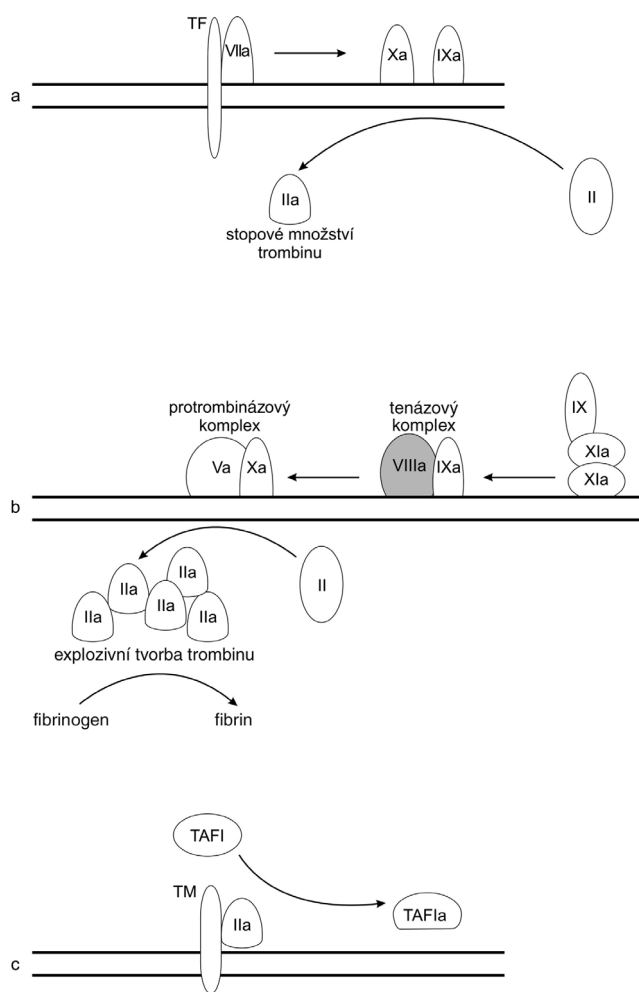 TF
VIIa
Xa
IXa
a
IIa
II
stopové množství
trombinu
protrombinázový
komplex
tenázový
komplex
IX
Va
Xa
VIIIa
IXa
XIa
XIa
b
IIa
IIa
IIa
IIa
IIa
II
explozivní tvorba trombinu
fibrinogen
fibrin
TAFI
TM
IIa
TAFIa
c